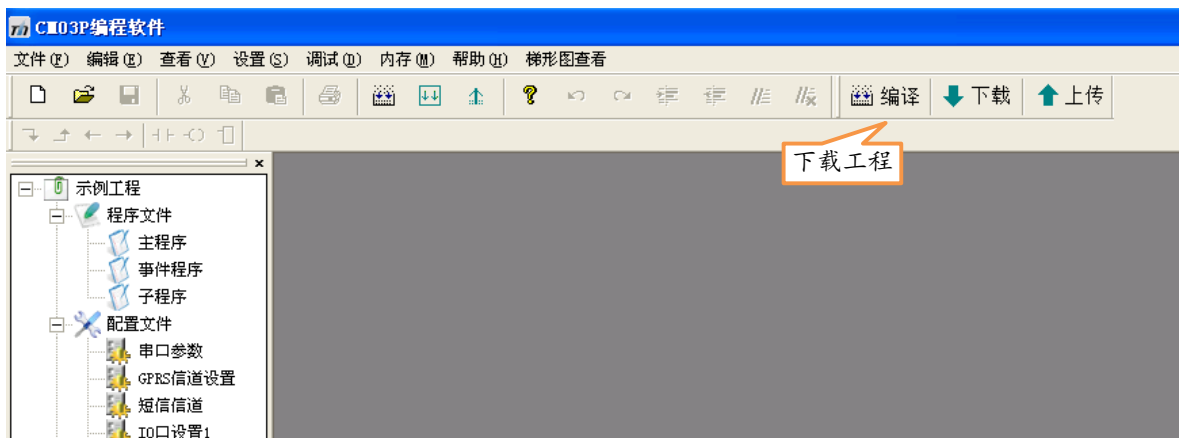 CM03P编程软件
文件(F) 编辑(E) 查看(V) 设置(S) 调试(D) 内存(M) 帮助(H) 梯形图查看
编译 下载 上传
下载工程
示例工程
程序文件
主程序
事件程序
子程序
配置文件
串口参数
GPRS信道设置
短信信道
IO口设置1